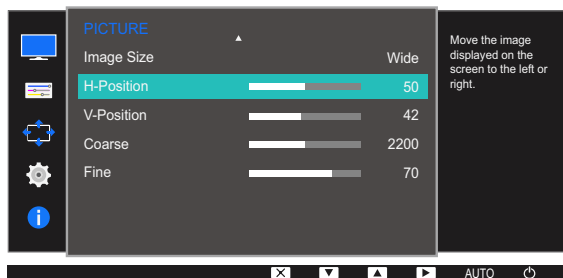 PICTURE
Image Size Wide
H-Position 50
V-Position 42
Coarse 2200
Fine 70
Move the image
displayed on the
screen to the left or
right.
AUTO